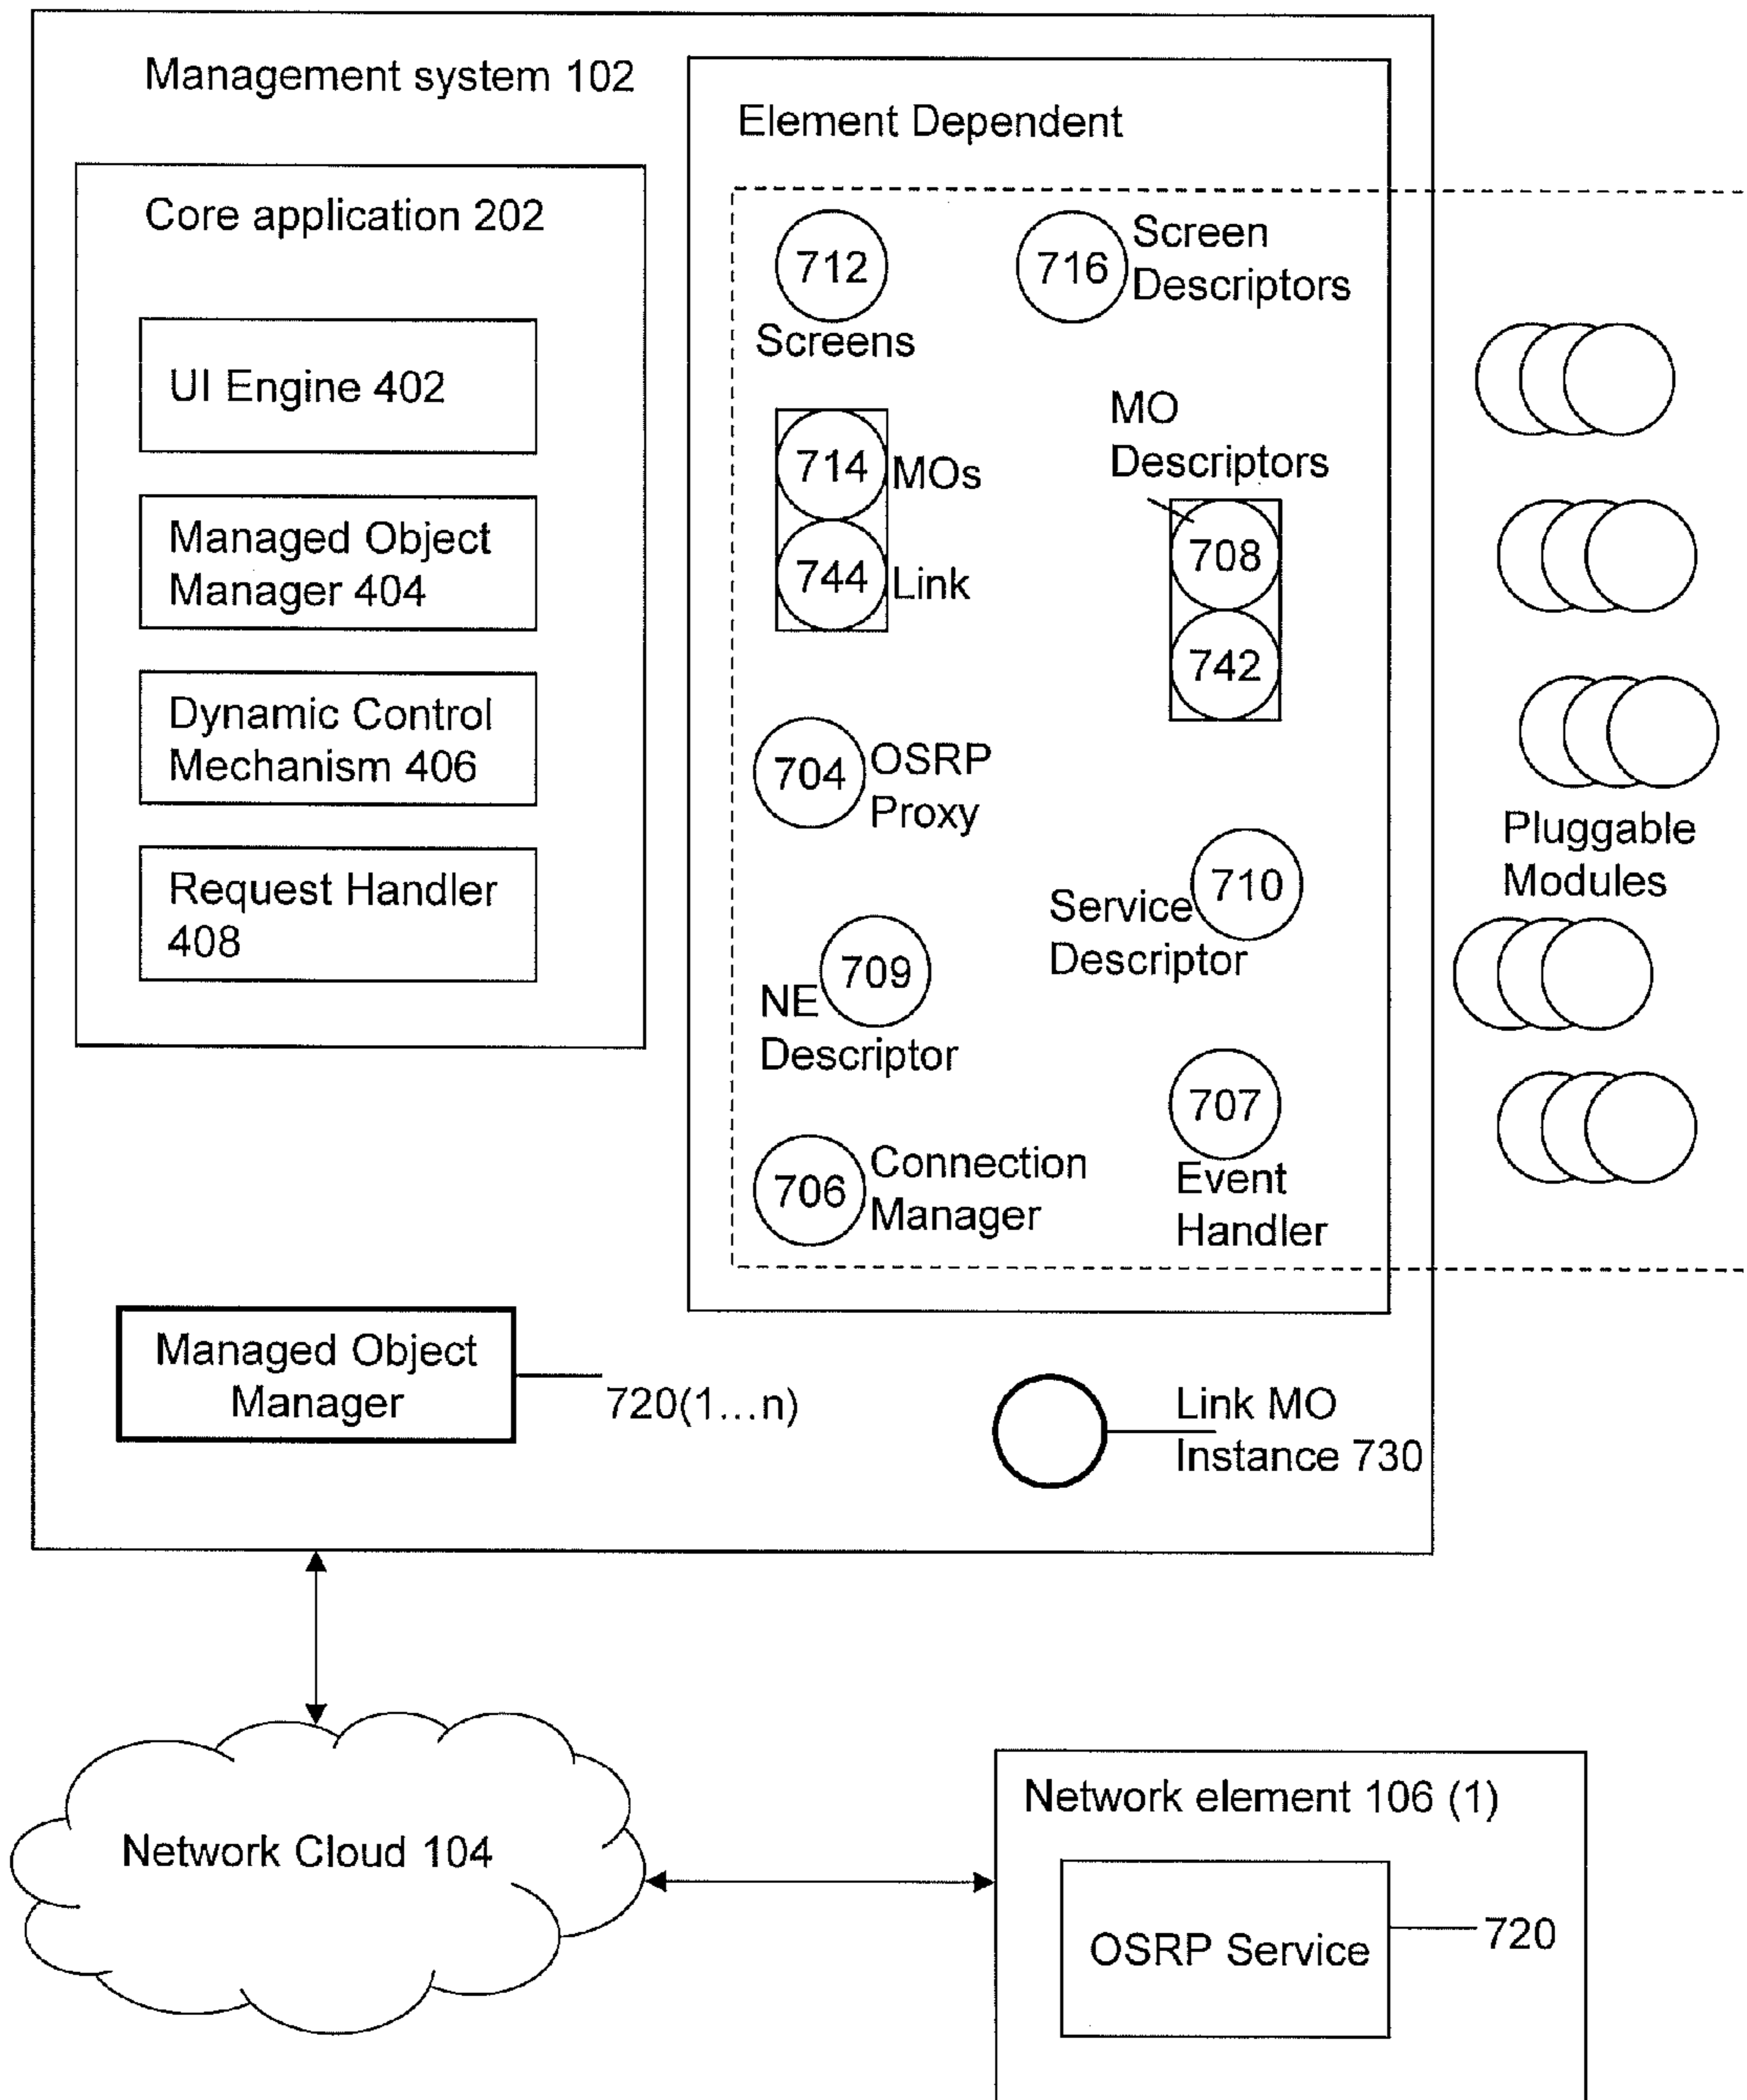 Management system 102
Core application 202
UI Engine 402
Managed Object
Manager 404
Dynamic Control
Mechanism 406
Request Handler
408
Element Dependent
712
Screens
716
Screen
Descriptors
714
MOs
744
Link
MO
Descriptors
708
742
704
OSRP
Proxy
710
Service
Descriptor
709
NE
Descriptor
707
Event
Handler
706
Connection
Manager
Pluggable
Modules
Managed Object
Manager
720(1...n)
Link MO
Instance 730
Network Cloud 104
Network element 106 (1)
OSRP Service
720